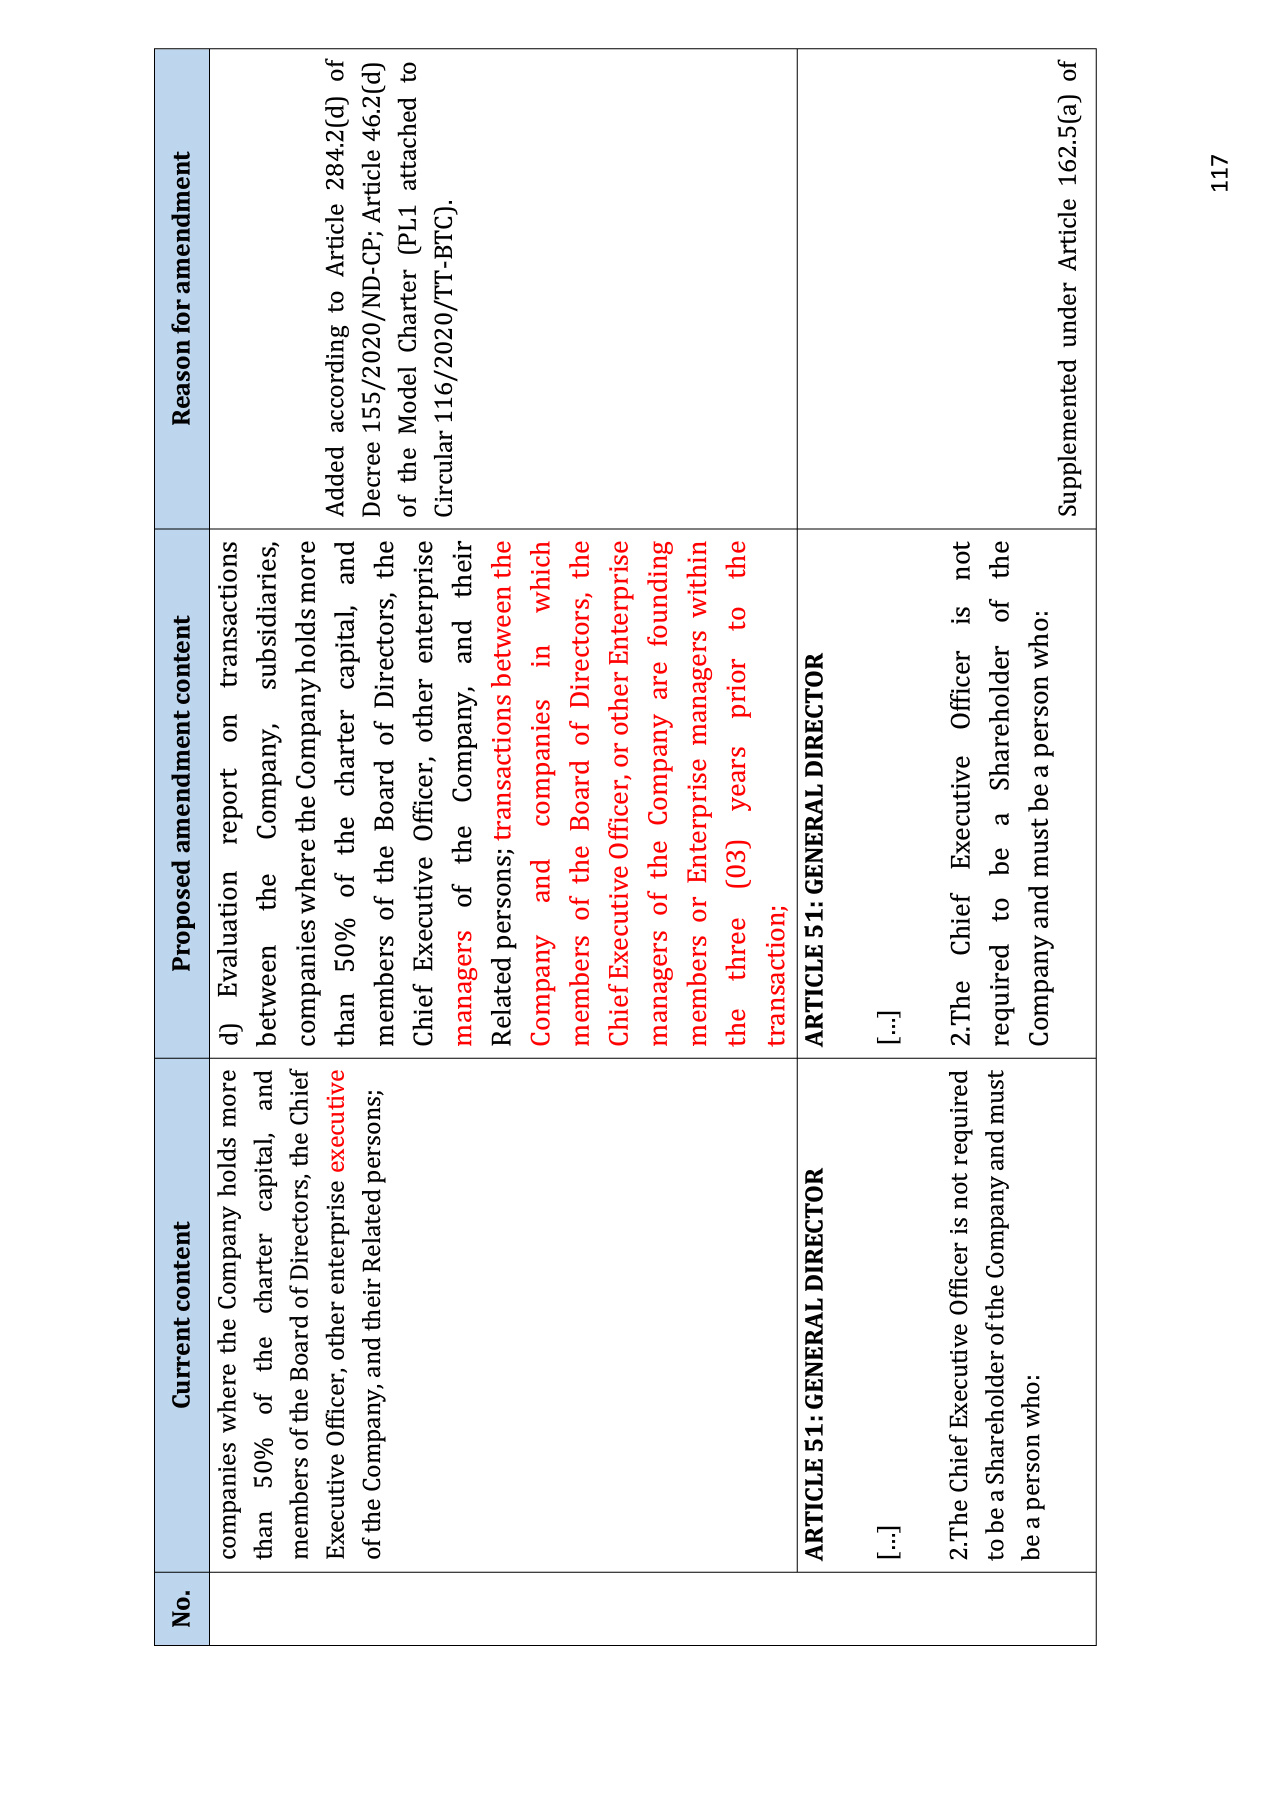 No.
Current content
Proposed amendment content
Reason for amendment
companies where the Company holds more
than 50% of the charter capital, and
members of the Board of Directors, the Chief
Executive Officer, other enterprise executive
of the Company, and their Related persons;
d) Evaluation report on transactions
between the Company, subsidiaries,
companies where the Company holds more
than 50% of the charter capital, and
members of the Board of Directors, the
Chief Executive Officer, other enterprise
managers of the Company, and their
Related persons; transactions between the
Company and companies in which
members of the Board of Directors, the
Chief Executive Officer, or other Enterprise
managers of the Company are founding
members or Enterprise managers within
the three (03) years prior to the
transaction;
Added according to Article 284.2(d) of
Decree 155/2020/ND-CP; Article 46.2(d)
of the Model Charter (PL1 attached to
Circular 116/2020/TT-BTC).
ARTICLE 51: GENERAL DIRECTOR
[...]
2.The Chief Executive Officer is not required
to be a Shareholder of the Company and must
be a person who:
ARTICLE 51: GENERAL DIRECTOR
[...]
2.The Chief Executive Officer is not
required to be a Shareholder of the
Company and must be a person who:
Supplemented under Article 162.5(a) of
117